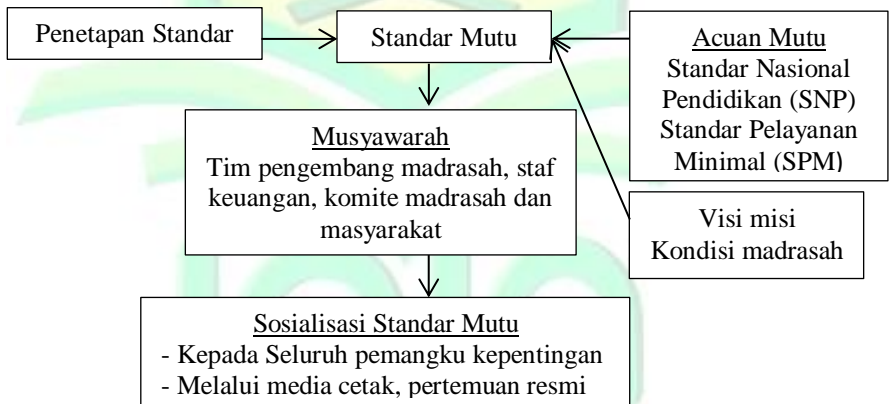 Penetapan Standar
Standar Mutu
Acuan Mutu
Standar Nasional
Pendidikan (SNP)
Standar Pelayanan
Minimal (SPM)
Musyawarah
Tim pengembang madrasah, staf
keuangan, komite madrasah dan
masyarakat
Visi misi
Kondisi madrasah
Sosialisasi Standar Mutu
- Kepada Seluruh pemangku kepentingan
- Melalui media cetak, pertemuan resmi